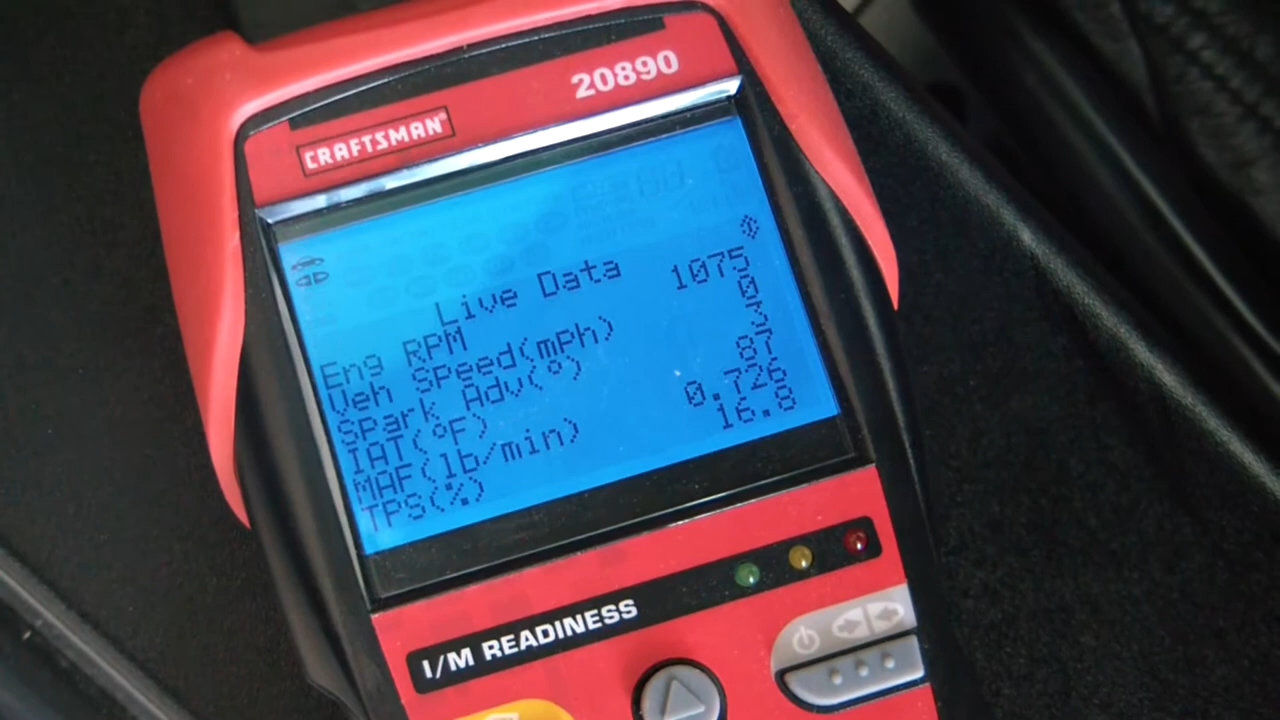 20890
CRAFTSMAN®
Live Data
Eng RPM 1075
Veh Speed(mPh) 0
Spark Adv(°) 3
IAT(°F) 87
MAF(lb/min) 0.726
TPS(%) 16.8
I/M READINESS